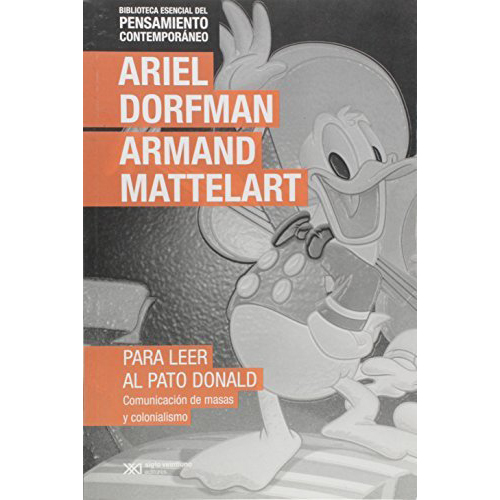 BIBLIOTECA ESENCIAL DEL
PENSAMIENTO
CONTEMPORÁNEO
ARIEL
DORFMAN
ARMAND
MATTELART
PARA LEER
AL PATO DONALD
Comunicación de masas
y colonialismo
siglo veintiuno
editores